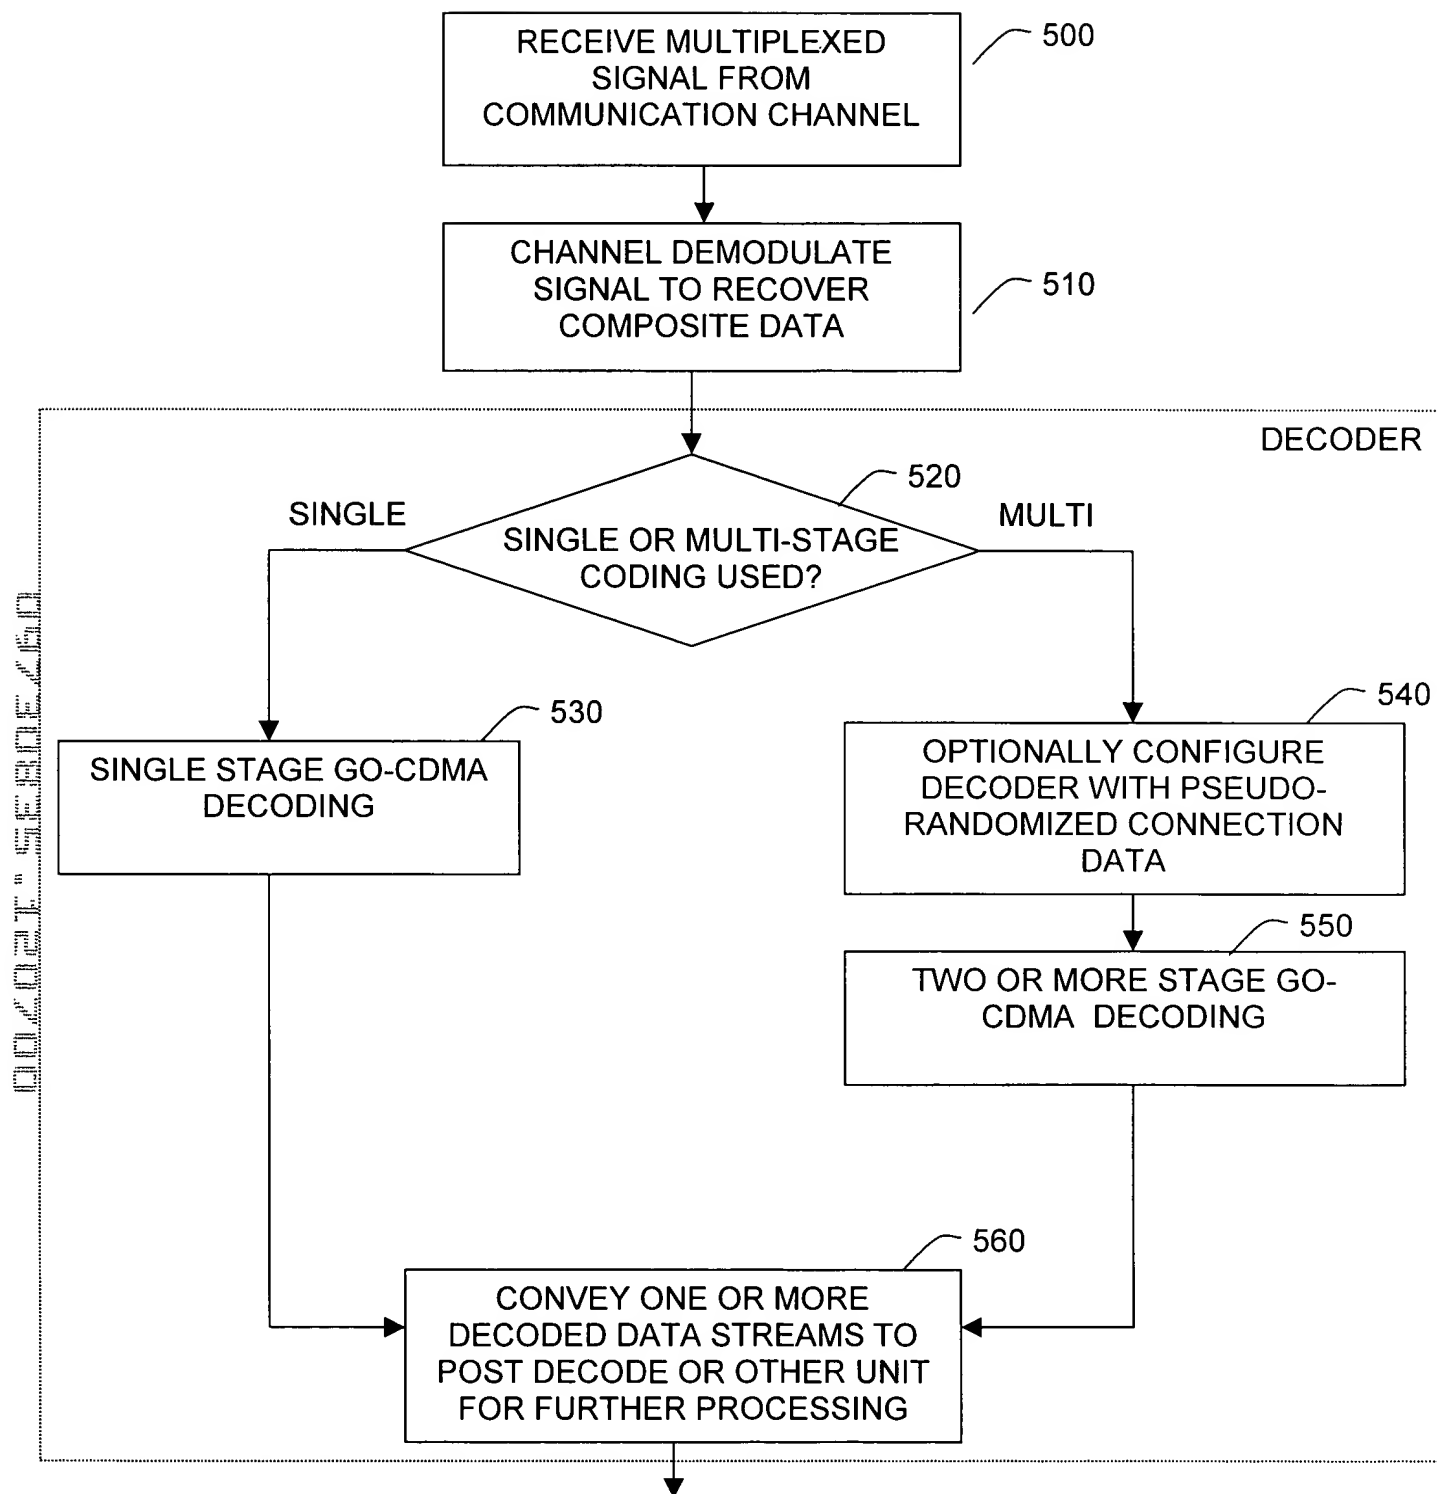 RECEIVE MULTIPLEXED
SIGNAL FROM
COMMUNICATION CHANNEL
500
CHANNEL DEMODULATE
SIGNAL TO RECOVER
COMPOSITE DATA
510
DECODER
520
SINGLE
MULTI
SINGLE OR MULTI-STAGE
CODING USED?
530
SINGLE STAGE GO-CDMA
DECODING
540
OPTIONALLY CONFIGURE
DECODER WITH PSEUDO-
RANDOMIZED CONNECTION
DATA
550
TWO OR MORE STAGE GO-
CDMA DECODING
560
CONVEY ONE OR MORE
DECODED DATA STREAMS TO
POST DECODE OR OTHER UNIT
FOR FURTHER PROCESSING